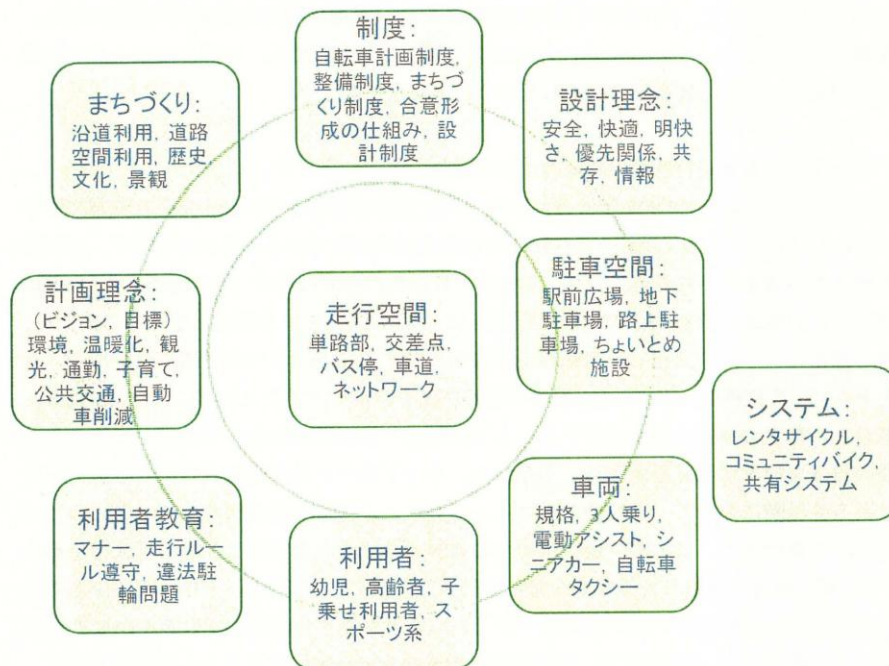 制度:
自転車計画制度,
整備制度, まちづ
くり制度, 合意形
成の仕組み, 設
計制度
まちづくり:
沿道利用, 道路
空間利用, 歴史,
文化, 景観
設計理念:
安全, 快適, 明快
さ, 優先関係, 共
存, 情報
計画理念:
(ビジョン, 目標)
環境, 温暖化, 観
光, 通勤, 子育て,
公共交通, 自動
車削減
走行空間:
単路部, 交差点,
バス停, 車道,
ネットワーク
駐車空間:
駅前広場, 地下
駐車場, 路上駐
車場, ちょいとめ
施設
システム:
レンタサイクル,
コミュニティバイク,
共有システム
利用者教育:
マナー, 走行ルー
ル遵守, 違法駐
輪問題
利用者:
幼児, 高齢者, 子
乗せ利用者, ス
ポーツ系
車両:
規格, 3人乗り,
電動アシスト, シ
ニアカー, 自転車
タクシー